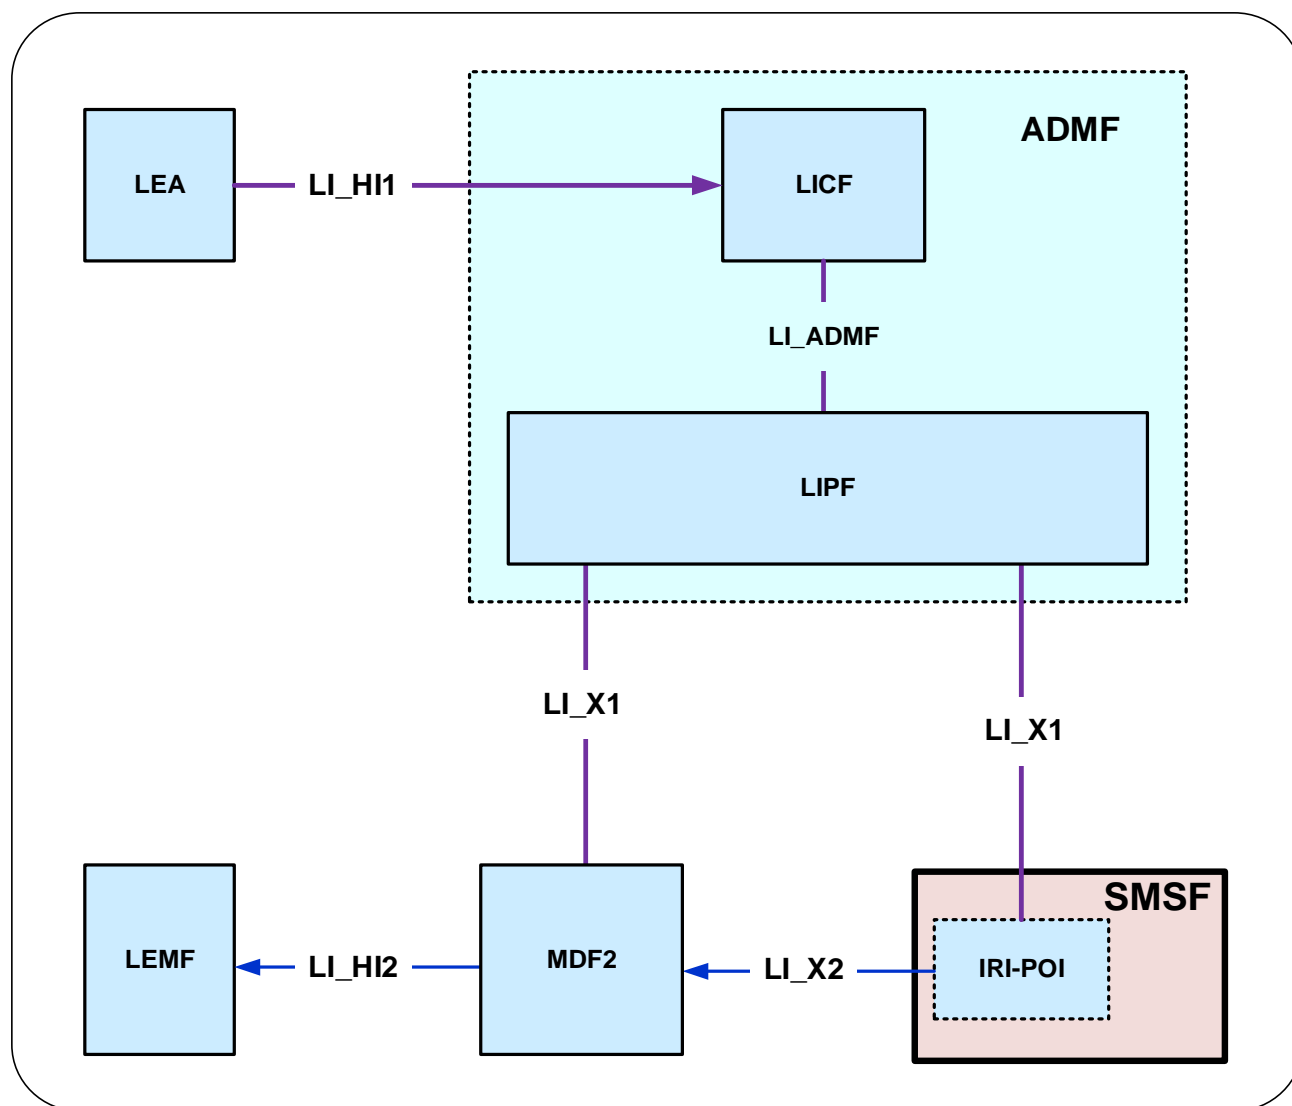 ADMF
LEA
LI_HI1
LICF
LI_ADMF
LIPF
LI_X1
LI_X1
SMSF
LEMF
LI_HI2
MDF2
LI_X2
IRI-POI